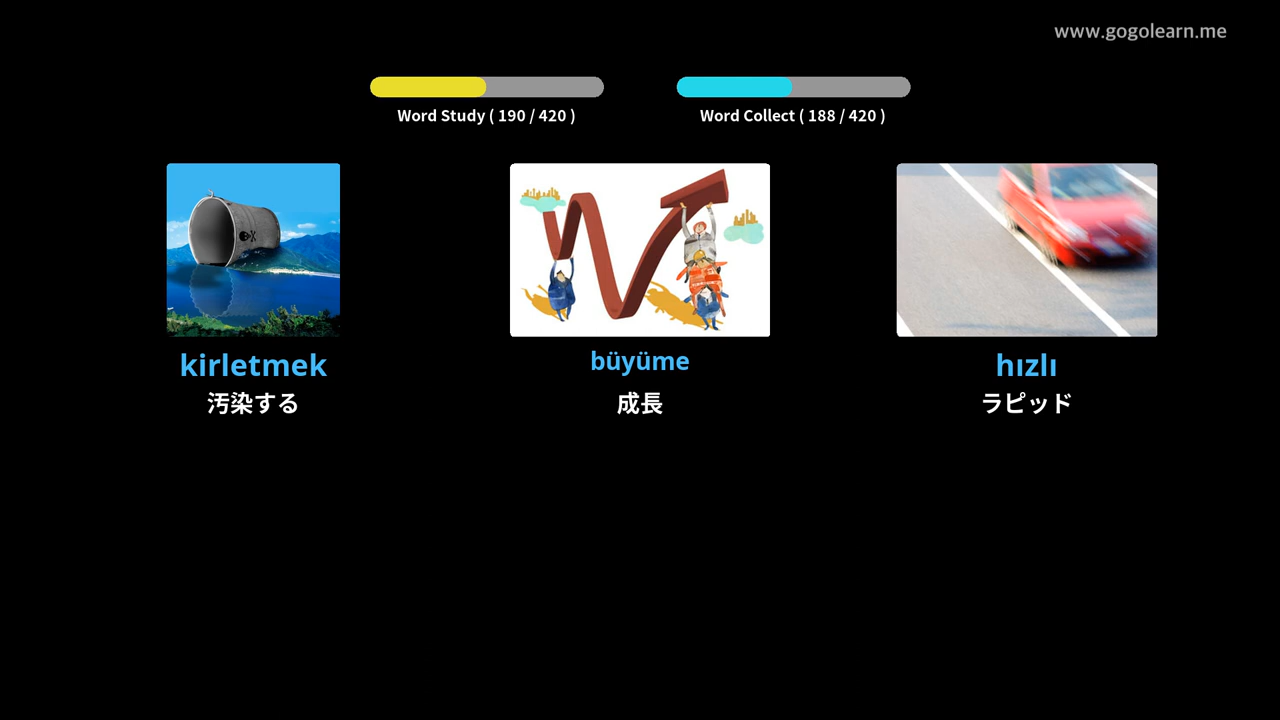 www.gogolearn.me
Word Study ( 190 / 420 )
Word Collect ( 188 / 420 )
kirletmek
汚染する
büyüme
成長
hızlı
ラピッド